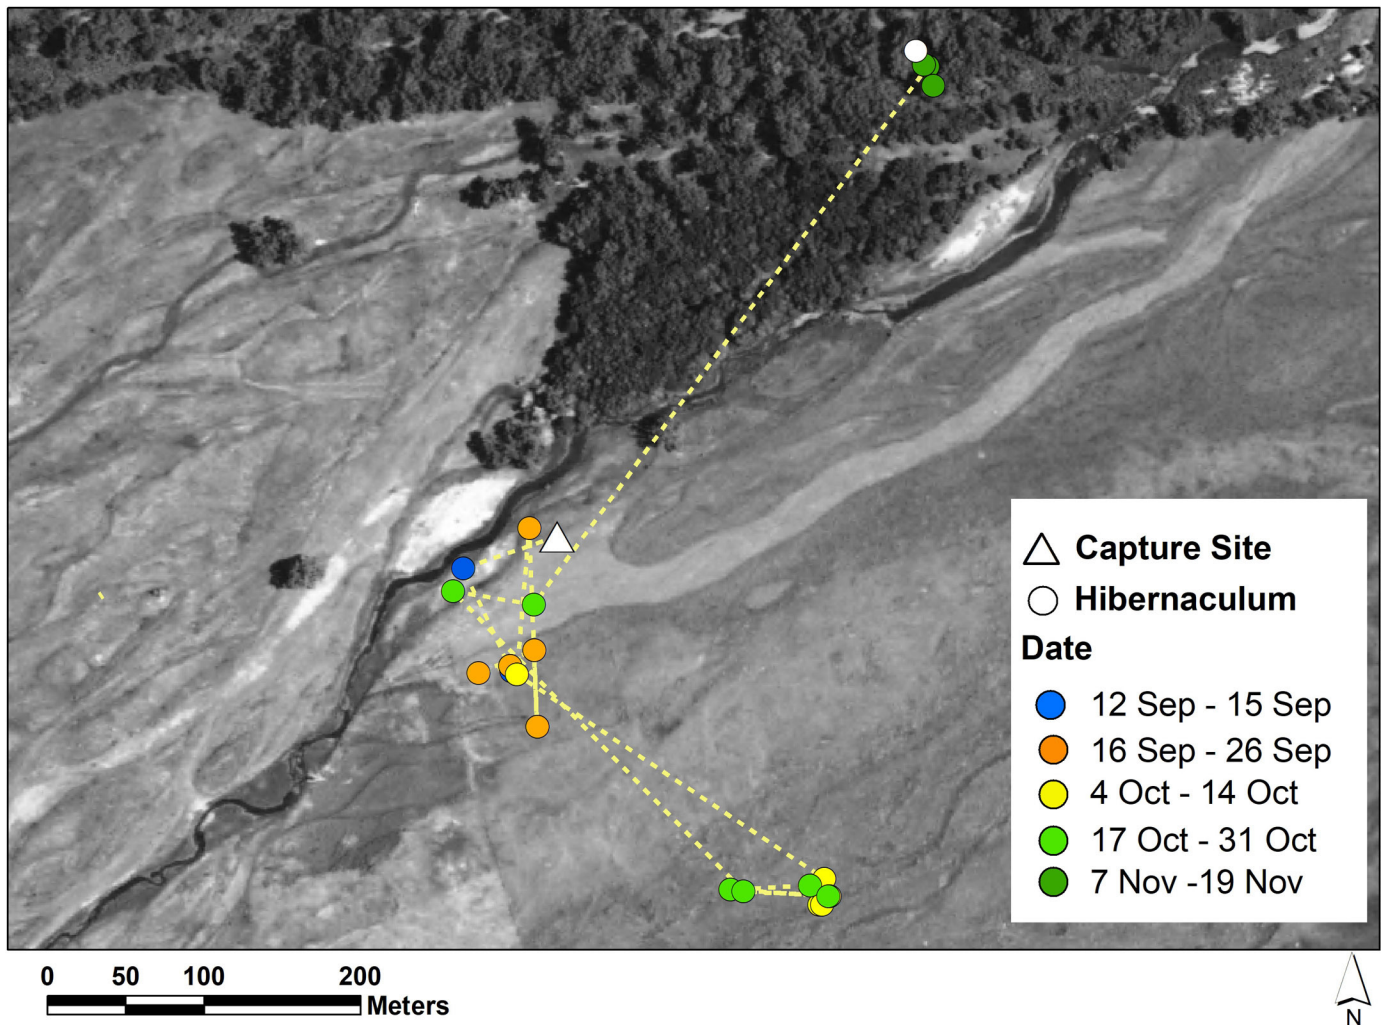 Capture Site
Hibernaculum
Date
12 Sep - 15 Sep
16 Sep - 26 Sep
4 Oct - 14 Oct
17 Oct - 31 Oct
7 Nov -19 Nov
0 50 100 200
Meters
N